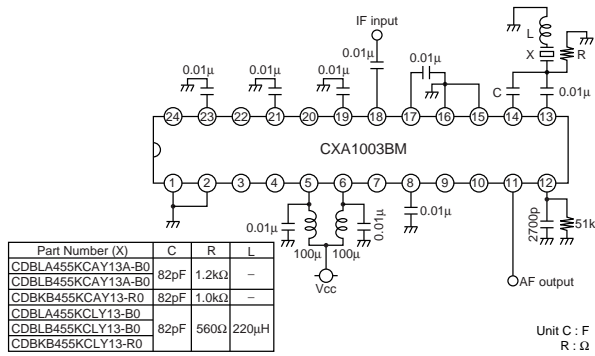 IF input
L
X
R
0.01μ
0.01μ 0.01μ 0.01μ 0.01μ
C 0.01μ
24 23 22 21 20 19 18 17 16 15 14 13
CXA1003BM
1 2 3 4 5 6 7 8 9 10 11 12
0.01μ 0.01μ 0.01μ 2700p 51k
100μ 100μ
Vcc
AF output
Part Number (X) C R L
CDBLA455KCAY13A-B0
CDBLB455KCAY13A-B0 82pF 1.2kΩ –
CDBKB455KCAY13-R0 82pF 1.0kΩ –
CDBLA455KCLY13-B0
CDBLB455KCLY13-B0 82pF 560Ω 220μH
CDBKB455KCLY13-R0
Unit C : F
R : Ω